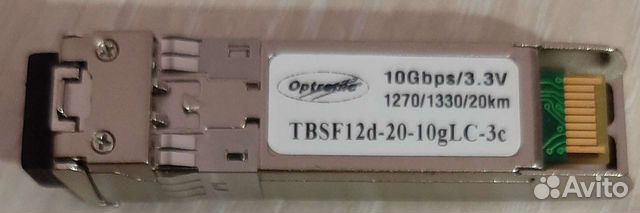 Optronic
10Gbps/3.3V
1270/1330/20km
TBSF12d-20-10gLC-3c
Avito